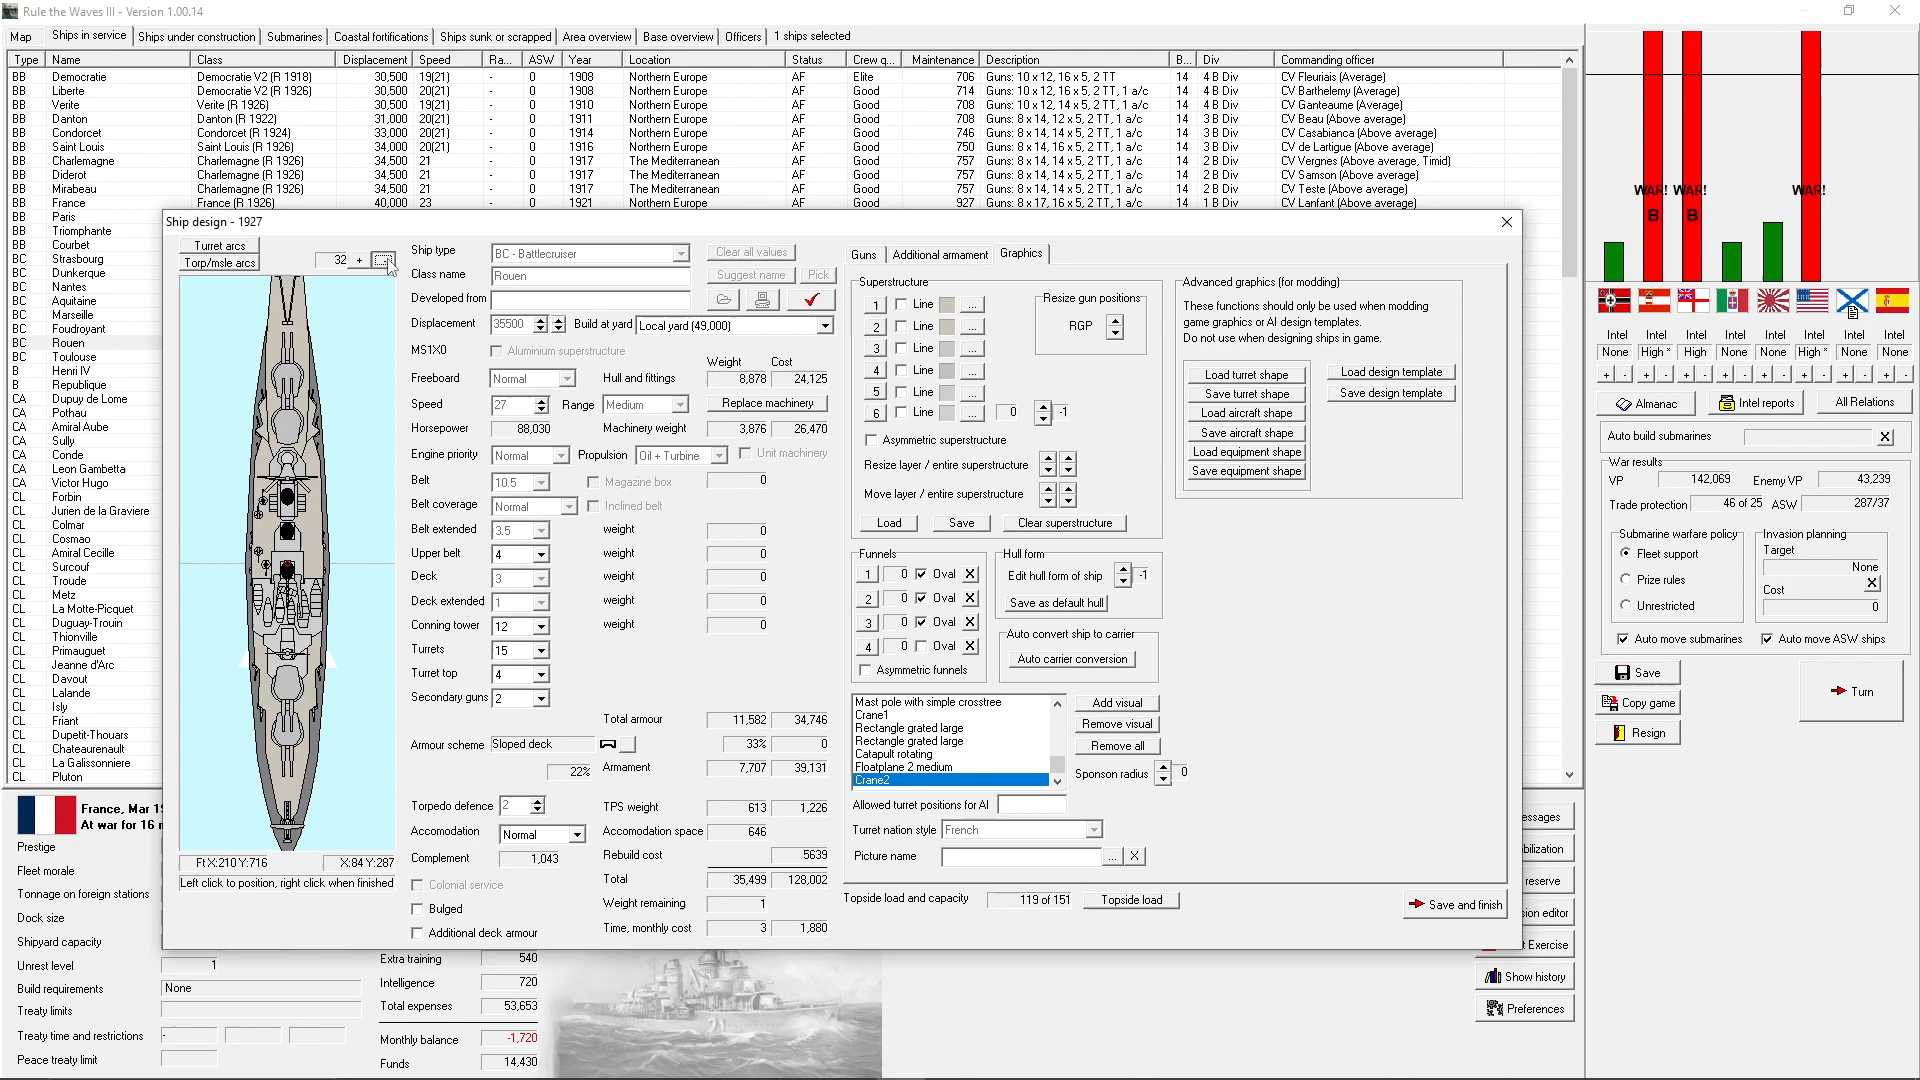 Rule the Waves III - Version 1.00.14
Map Ships in service Ships under construction Submarines Coastal fortifications Ships sunk or scrapped Area overview Base overview Officers 1 ships selected
Type Name Class Displacement Speed Ra... ASW Year Location Status Crew q... Maintenance Description B... Div Commanding officer
BB Democratie Democratie V2 (R 1918) 30,500 19(21) - 0 1908 Northern Europe AF Elite 706 Guns: 10 x 12, 16 x 5, 2 TT 14 4 B Div CV Fleuriais (Average)
BB Liberte Democratie V2 (R 1926) 30,500 20(21) - 0 1908 Northern Europe AF Good 714 Guns: 10 x 12, 16 x 5, 2 TT, 1 a/c 14 4 B Div CV Barthelemy (Average)
BB Verite Verite (R 1926) 30,500 19(21) - 0 1910 Northern Europe AF Good 708 Guns: 10 x 12, 14 x 5, 2 TT, 1 a/c 14 4 B Div CV Ganteaume (Average)
BB Danton Danton (R 1922) 31,000 20(21) - 0 1911 Northern Europe AF Good 708 Guns: 8 x 14, 12 x 5, 2 TT, 1 a/c 14 3 B Div CV Beau (Above average)
BB Condorcet Condorcet (R 1924) 33,000 20(21) - 0 1914 Northern Europe AF Good 746 Guns: 8 x 14, 16 x 5, 2 TT, 1 a/c 14 3 B Div CV Casabianca (Above average)
BB Saint Louis Saint Louis (R 1926) 34,000 20(21) - 0 1916 Northern Europe AF Good 750 Guns: 8 x 14, 16 x 5, 2 TT, 1 a/c 14 3 B Div CV de Lartigue (Above average)
BB Charlemagne Charlemagne (R 1926) 34,500 21 - 0 1917 The Mediterranean AF Good 757 Guns: 8 x 14, 14 x 5, 2 TT, 1 a/c 14 2 B Div CV Vergnes (Above average, Timid)
BB Diderot Charlemagne (R 1926) 34,500 21 - 0 1917 The Mediterranean AF Good 757 Guns: 8 x 14, 14 x 5, 2 TT, 1 a/c 14 2 B Div CV Samson (Above average)
BB Mirabeau Charlemagne (R 1926) 34,500 21 - 0 1917 The Mediterranean AF Good 757 Guns: 8 x 14, 14 x 5, 2 TT, 1 a/c 14 2 B Div CV Teste (Above average)
BB France France (R 1926) 40,000 23 - 0 1921 Northern Europe AF Good 927 Guns: 8 x 17, 16 x 5, 2 TT, 1 a/c 14 1 B Div CV Lanfant (Above average)
BB Paris
BB Triomphante
BB Courbet
BC Strasbourg
BC Dunkerque
BC Nantes
BC Aquitaine
BC Marseille
BC Foudroyant
BC Rouen
BC Toulouse
B Henri IV
B Republique
CA Dupuy de Lome
CA Pothau
CA Amiral Aube
CA Sully
CA Conde
CA Leon Gambetta
CA Victor Hugo
CL Forbin
CL Jurien de la Graviere
CL Colmar
CL Cosmao
CL Amiral Cecille
CL Surcouf
CL Troude
CL Metz
CL La Motte-Picquet
CL Duguay-Trouin
CL Thionville
CL Primauguet
CL Jeanne d'Arc
CL Davout
CL Lalande
CL Isly
CL Friant
CL Dupetit-Thouars
CL Chateaurenault
CL La Galissonniere
CL Pluton
Ship design - 1927
Turret arcs
Torp/msle arcs
32 + -
Ft X:210 Y:716 X:84 Y:287
Left click to position, right click when finished
Ship type BC - Battlecruiser Clear all values
Class name Rouen Suggest name Pick
Developed from
Displacement 35500 Build at yard Local yard (49,000)
MS1X0 Aluminium superstructure Weight Cost
Freeboard Normal Hull and fittings 8,878 24,125
Speed 27 Range Medium Replace machinery
Horsepower 88,030 Machinery weight 3,876 26,470
Engine priority Normal Propulsion Oil + Turbine Unit machinery
Belt 10.5 Magazine box 0
Belt coverage Normal Inclined belt
Belt extended 3.5 weight 0
Upper belt 4 weight 0
Deck 3 weight 0
Deck extended 1 weight 0
Conning tower 12 weight 0
Turrets 15
Turret top 4
Secondary guns 2
Total armour 11,582 34,746
Armour scheme Sloped deck 33% 0
22% Armament 7,707 39,131
Torpedo defence 2 TPS weight 613 1,226
Accomodation Normal Accomodation space 646
Complement 1,043 Rebuild cost 5639
Colonial service Total 35,499 128,002
Bulged Weight remaining 1
Additional deck armour Time, monthly cost 3 1,880
Guns Additional armament Graphics
Superstructure
1 Line ...
2 Line ...
3 Line ...
4 Line ...
5 Line ...
6 Line ... 0 -1
Resize gun positions
RGP
Asymmetric superstructure
Resize layer / entire superstructure
Move layer / entire superstructure
Load Save Clear superstructure
Funnels
1 0 Oval X
2 0 Oval X
3 0 Oval X
4 0 Oval X
Asymmetric funnels
Hull form
Edit hull form of ship -1
Save as default hull
Auto convert ship to carrier
Auto carrier conversion
Mast pole with simple crosstree
Crane1
Rectangle grated large
Rectangle grated large
Catapult rotating
Floatplane 2 medium
Crane2
Add visual
Remove visual
Remove all
Sponson radius 0
Allowed turret positions for AI
Turret nation style French
Picture name ... X
Topside load and capacity 119 of 151 Topside load
Save and finish
Advanced graphics (for modding)
These functions should only be used when modding
game graphics or AI design templates.
Do not use when designing ships in game.
Load turret shape Load design template
Save turret shape Save design template
Load aircraft shape
Save aircraft shape
Load equipment shape
Save equipment shape
WAR! WAR! WAR!
B B
Intel Intel Intel Intel Intel Intel Intel Intel
None High * High None None High * None None
+ - + - + - + - + - + - + - + -
Almanac Intel reports All Relations
Auto build submarines X
War results
VP 142,069 Enemy VP 43,239
Trade protection 46 of 25 ASW 287/37
Submarine warfare policy
Fleet support
Prize rules
Unrestricted
Invasion planning
Target
None
Cost X
0
Auto move submarines Auto move ASW ships
Save
Copy game
Resign
Turn
France, Mar 1
At war for 16 m
Prestige
Fleet morale
Tonnage on foreign stations
Dock size
Shipyard capacity
Unrest level 1
Build requirements None
Treaty limits
Treaty time and restrictions -
Peace treaty limit
Extra training 540
Intelligence 720
Total expenses 53,653
Monthly balance -1,720
Funds 14,430
essages
bilization
reserve
sion editor
Exercise
Show history
Preferences